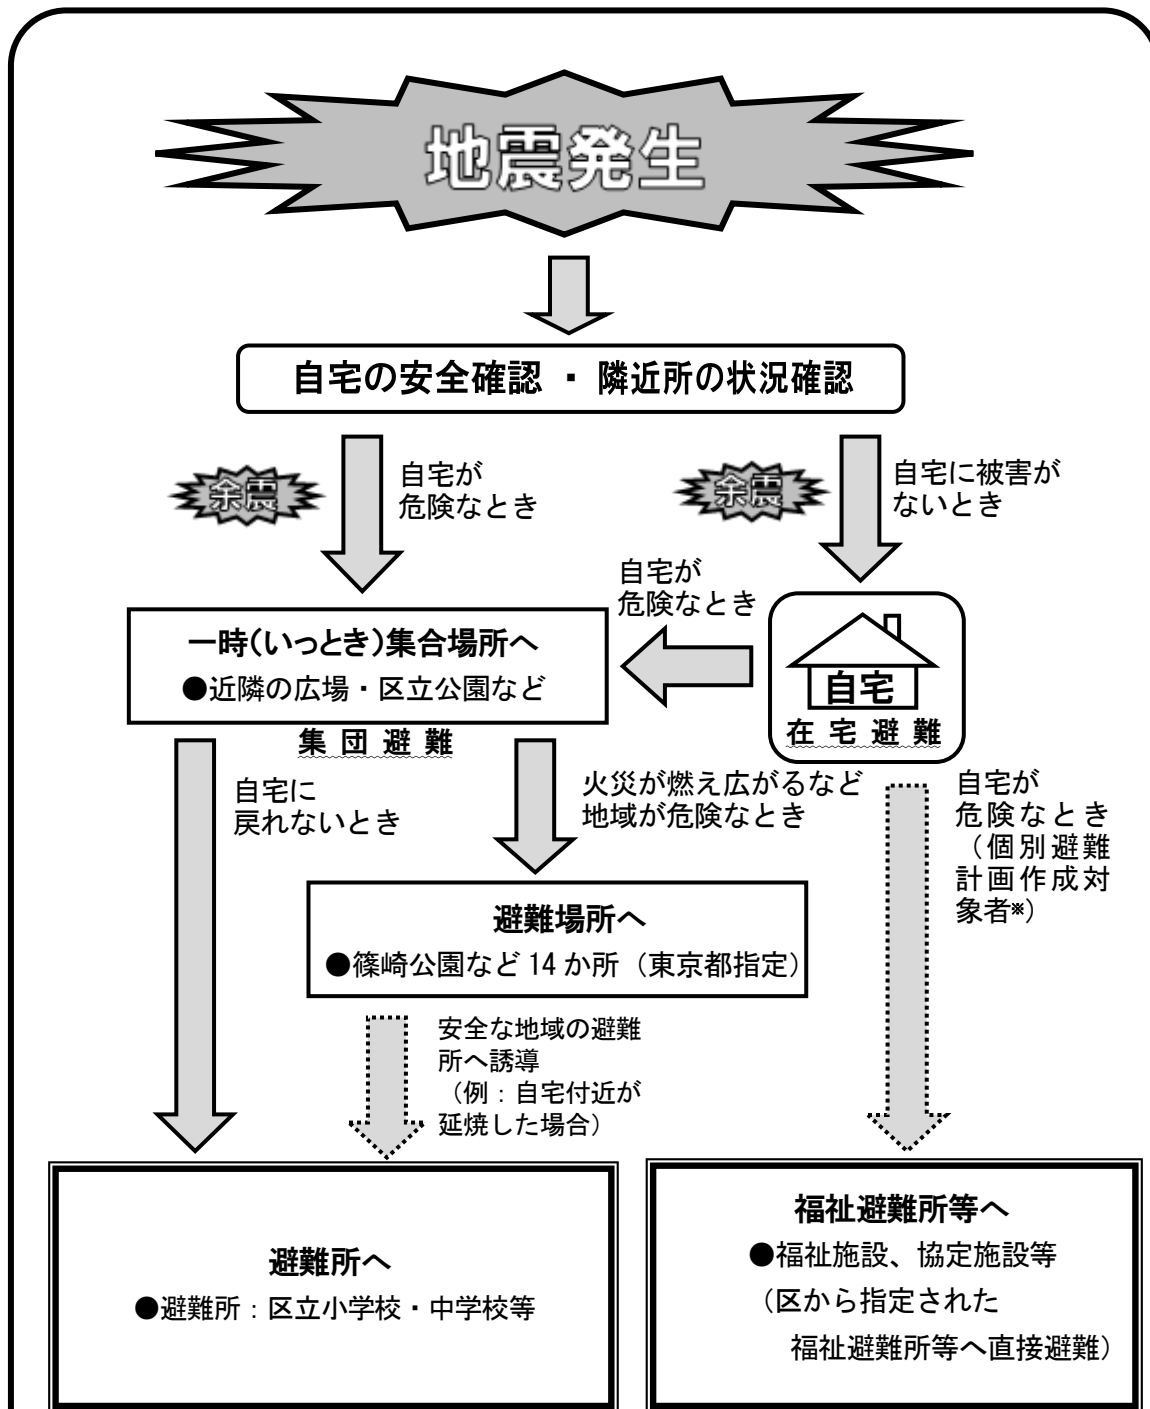 地震発生
自宅の安全確認 ・ 隣近所の状況確認
余震
自宅が
危険なとき
余震
自宅に被害が
ないとき
自宅が
危険なとき
一時(いっとき)集合場所へ
●近隣の広場・区立公園など
集団避難
自宅
在宅避難
自宅に
戻れないとき
火災が燃え広がるなど
地域が危険なとき
自宅が
危険なとき
（個別避難
計画作成対
象者※）
避難場所へ
●篠崎公園など 14 か所（東京都指定）
安全な地域の避難
所へ誘導
（例：自宅付近が
延焼した場合）
避難所へ
●避難所：区立小学校・中学校等
福祉避難所等へ
●福祉施設、協定施設等
（区から指定された
福祉避難所等へ直接避難）